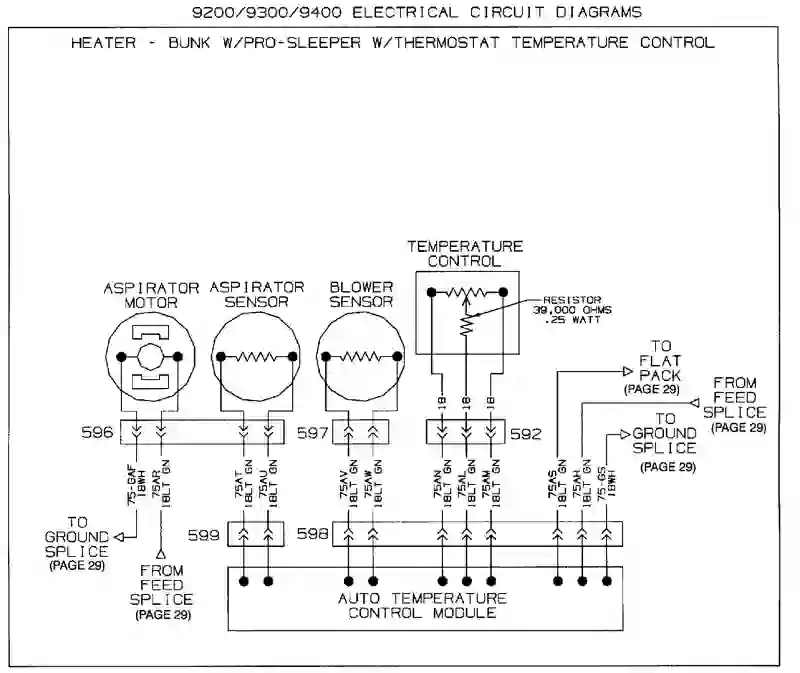 9200/9300/9400 ELECTRICAL CIRCUIT DIAGRAMS
HEATER - BUNK W/PRO-SLEEPER W/THERMOSTAT TEMPERATURE CONTROL
TEMPERATURE
CONTROL
ASPIRATOR
MOTOR
ASPIRATOR
SENSOR
BLOWER
SENSOR
RESISTOR
39,000 OHMS
.25 WATT
TO
FLAT
PACK
(PAGE 29)
FROM
FEED
SPLICE
(PAGE 29)
TO
GROUND
SPLICE
(PAGE 29)
18
18
18
596
597
592
75-GAF
18WH
75AR
18LT GN
75AT
18LT GN
75AU
18LT GN
75AV
18LT GN
75AW
18LT GN
75AN
18LT GN
75AL
18LT GN
75AM
18LT GN
75AS
18LT GN
75AH
18LT GN
75-GS
18WH
TO
GROUND
SPLICE
(PAGE 29)
599
598
FROM
FEED
SPLICE
(PAGE 29)
AUTO TEMPERATURE
CONTROL MODULE